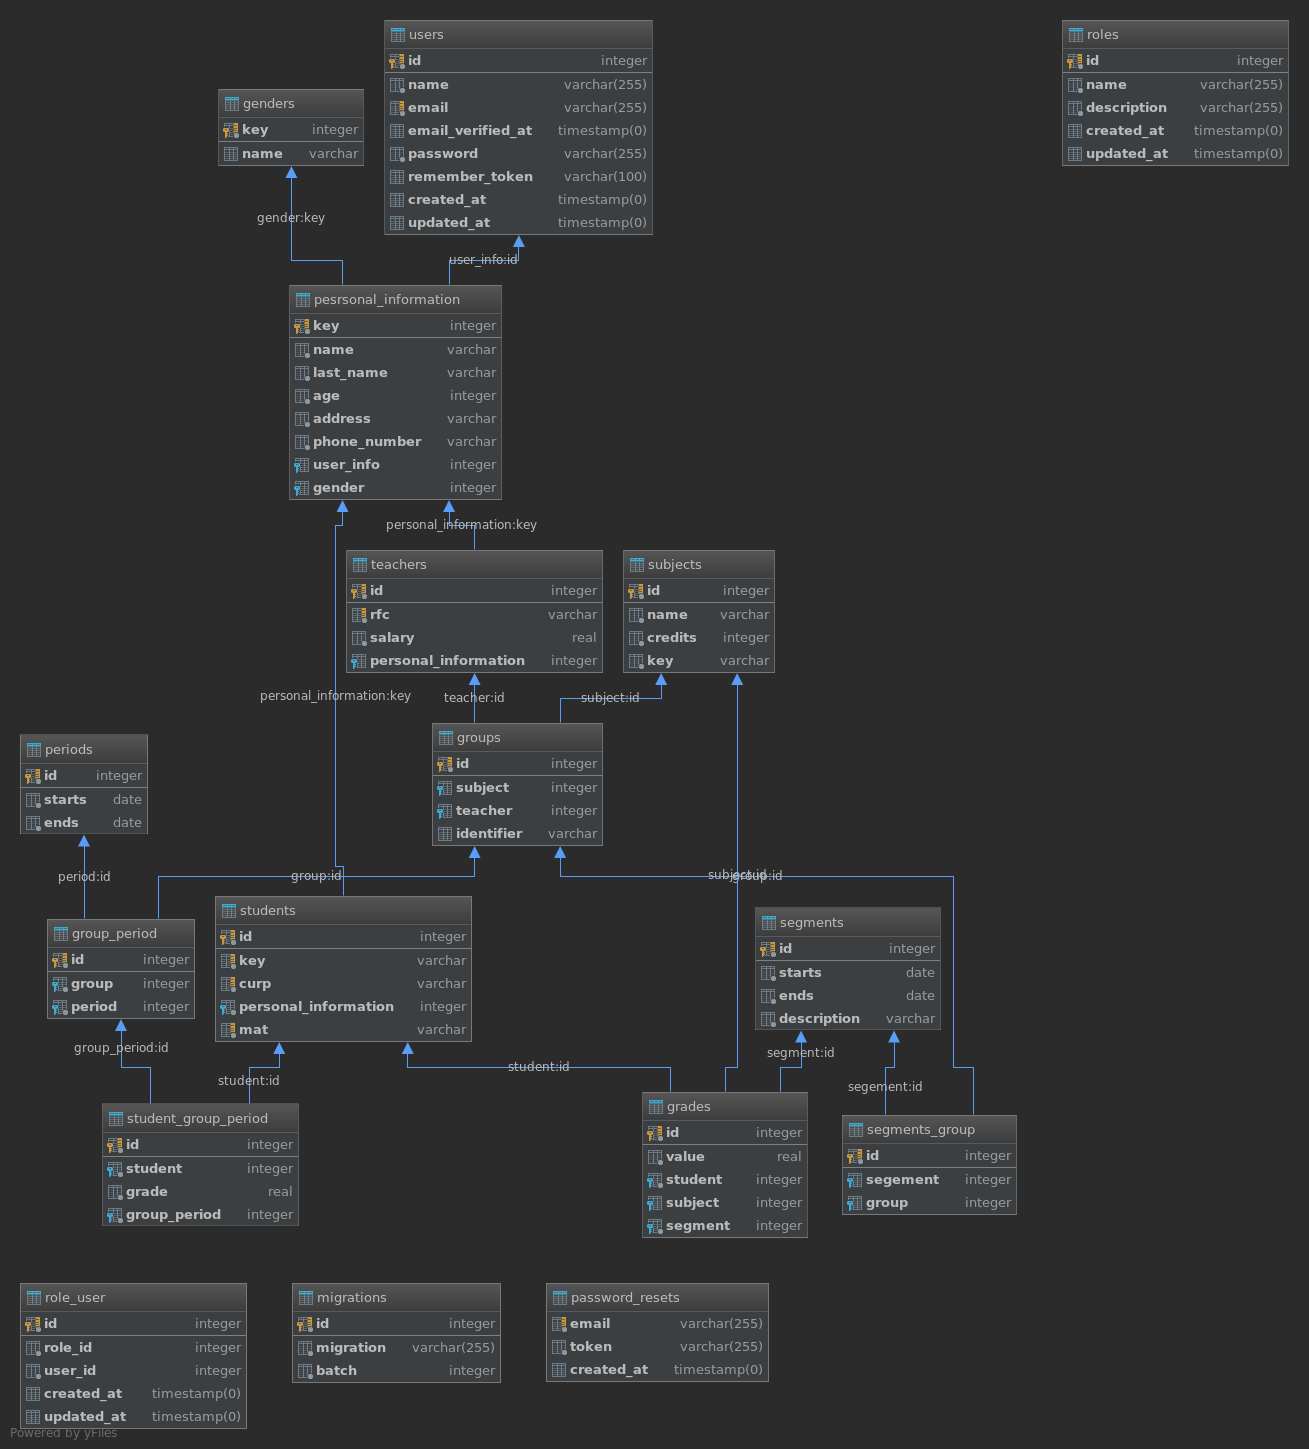 users
id integer
name varchar(255)
email varchar(255)
email_verified_at timestamp(0)
password varchar(255)
remember_token varchar(100)
created_at timestamp(0)
updated_at timestamp(0)
roles
id integer
name varchar(255)
description varchar(255)
created_at timestamp(0)
updated_at timestamp(0)
genders
key integer
name varchar
gender:key
user_info:id
pesrsonal_information
key integer
name varchar
last_name varchar
age integer
address varchar
phone_number varchar
user_info integer
gender integer
personal_information:key
teachers
id integer
rfc varchar
salary real
personal_information integer
subjects
id integer
name varchar
credits integer
key varchar
personal_information:key
teacher:id
subject:id
groups
id integer
subject integer
teacher integer
identifier varchar
periods
id integer
starts date
ends date
period:id
group:id
subject:id
group:id
group_period
id integer
group integer
period integer
students
id integer
key varchar
curp varchar
personal_information integer
mat varchar
segments
id integer
starts date
ends date
description varchar
group_period:id
student:id
student:id
segment:id
segement:id
student_group_period
id integer
student integer
grade real
group_period integer
grades
id integer
value real
student integer
subject integer
segment integer
segments_group
id integer
segement integer
group integer
role_user
id integer
role_id integer
user_id integer
created_at timestamp(0)
updated_at timestamp(0)
migrations
id integer
migration varchar(255)
batch integer
password_resets
email varchar(255)
token varchar(255)
created_at timestamp(0)
Powered by yFiles